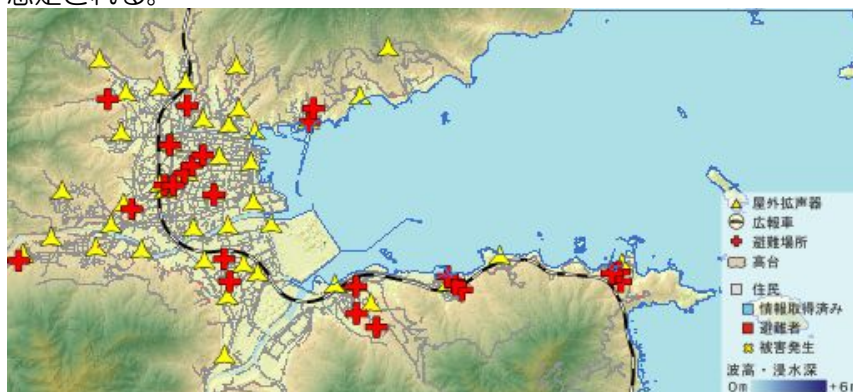 想定される。
屋外拡声器
広報車
避難場所
高台
住民
情報取得済み
避難者
被害発生
波高・浸水深
0m +6m